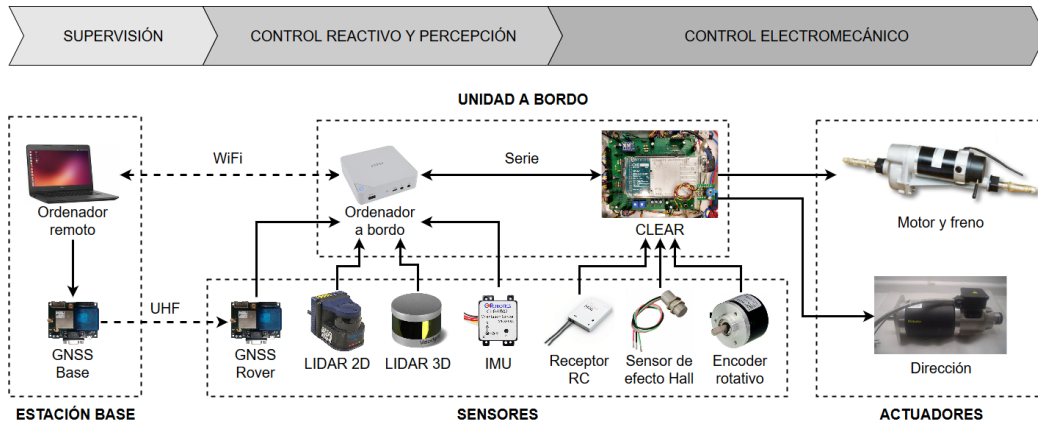 SUPERVISIÓN
CONTROL REACTIVO Y PERCEPCIÓN
CONTROL ELECTROMECÁNICO
UNIDAD A BORDO
WiFi
Serie
Ordenador
remoto
Ordenador
a bordo
CLEAR
Motor y freno
UHF
GNSS
Base
GNSS
Rover
LIDAR 2D
LIDAR 3D
IMU
Receptor
RC
Sensor de
efecto Hall
Encoder
rotativo
Dirección
ESTACIÓN BASE
SENSORES
ACTUADORES